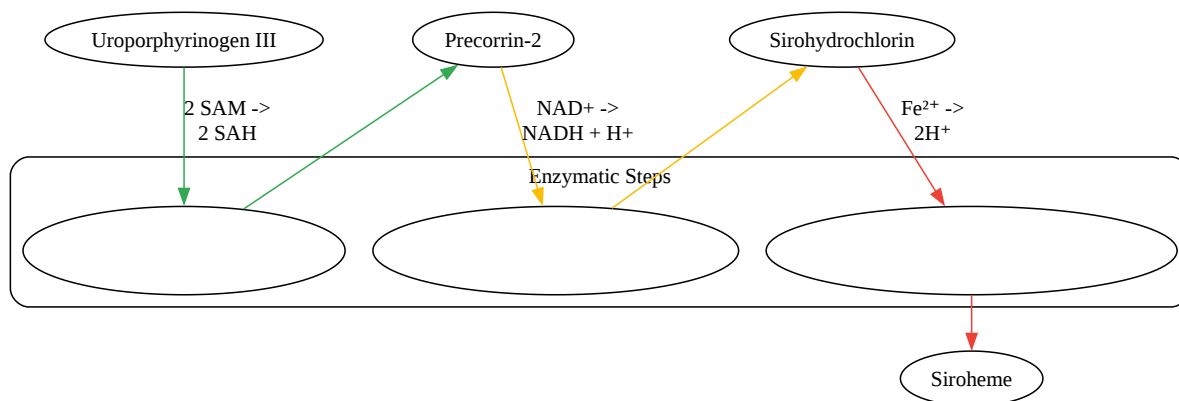 Uroporphyrinogen III
Precorrin-2
Sirohydrochlorin
2 SAM ->
2 SAH
NAD+ ->
NADH + H+
Fe²⁺ ->
2H⁺
Enzymatic Steps
Siroheme